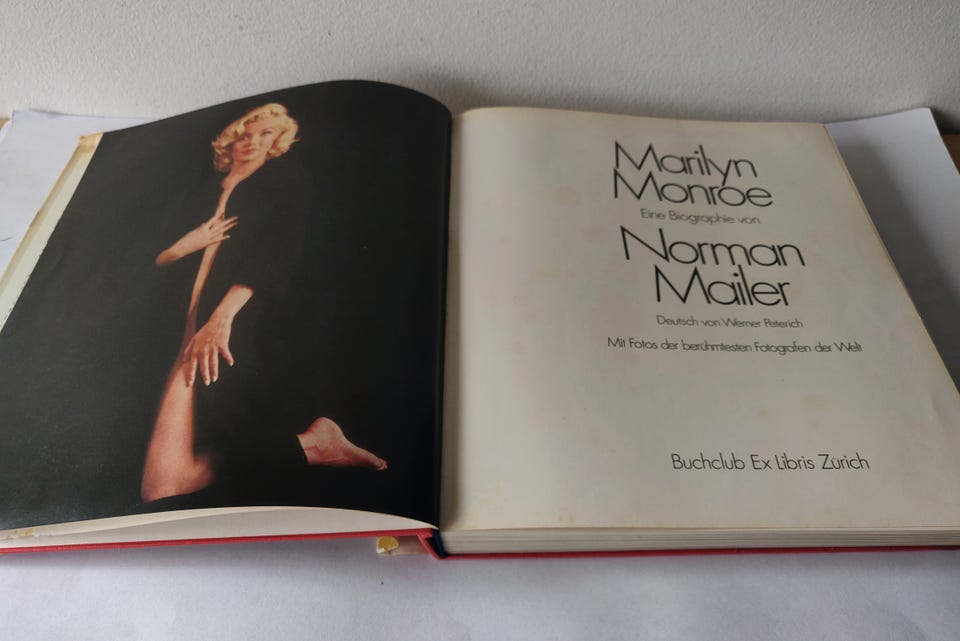 Marilyn
Monroe
Eine Biographie von
Norman
Mailer
Deutsch von Werner Peterich
Mit Fotos der berühmtesten Fotografen der Welt
Buchclub Ex Libris Zürich